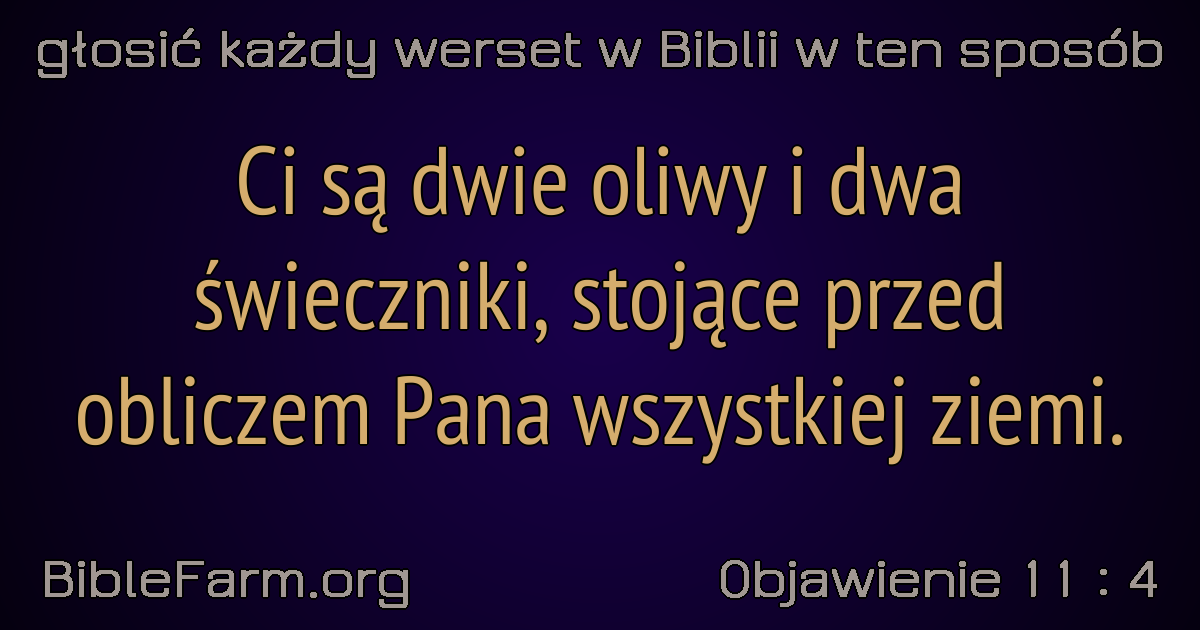 głosić każdy werset w Biblii w ten sposób
Ci są dwie oliwy i dwa
świeczniki, stojące przed
obliczem Pana wszystkiej ziemi.
BibleFarm.org
Objawienie 11 : 4